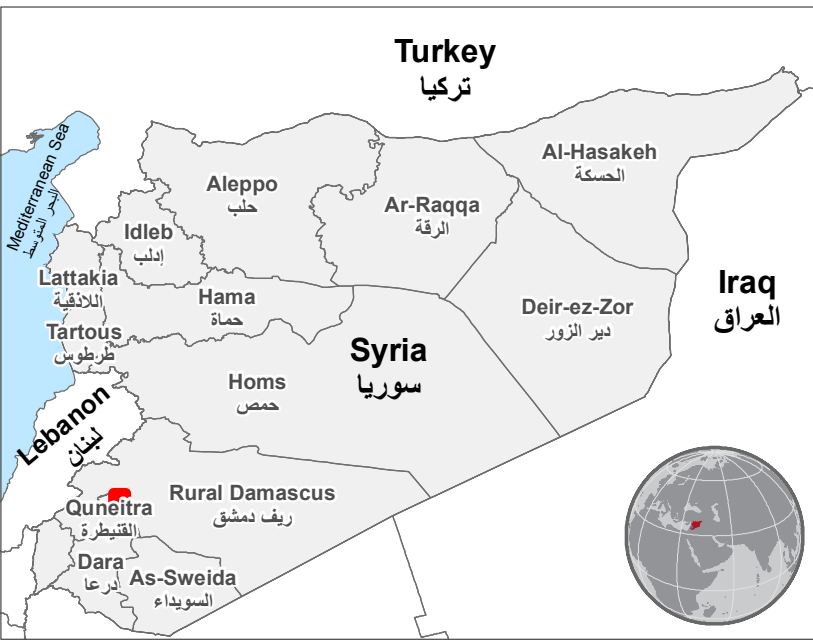 Turkey
تركيا
Mediterranean Sea
البحر المتوسط
Al-Hasakeh
الحسكة
Aleppo
حلب
Ar-Raqqa
الرقة
Idleb
إدلب
Lattakia
اللاذقية
Hama
حماة
Iraq
العراق
Deir-ez-Zor
دير الزور
Tartous
طرطوس
Syria
سوريا
Homs
حمص
Lebanon
لبنان
Rural Damascus
ريف دمشق
Quneitra
القنيطرة
Dara
درعا
As-Sweida
السويداء